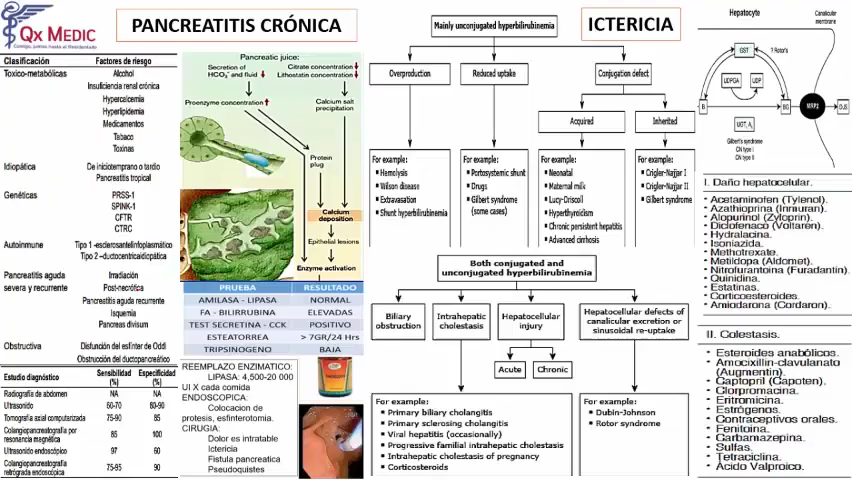 Qx MEDIC
Consigo, juntos hasta el Residentado
PANCREATITIS CRÓNICA
Clasificación Factores de riesgo
Toxico-metabólicas Alcohol
Insuficiencia renal crónica
Hypercalcemia
Hyperlipidemia
Medicamentos
Tabaco
Toxinas
Idiopática De iniciotemprano o tardio
Pancreatitis tropical
Genéticas PRSS-1
SPINK-1
CFTR
CTRC
Autoinmune Tipo 1 -esclerosantelinfoplasmático
Tipo 2 –ductocentricaidiopática
Pancreatitis aguda Irradiación
severa y recurrente Post-necrótica
Pancreatitis aguda recurrente
Isquemia
Pancreas divisum
Obstructiva Disfunción del esfínter de Oddi
Obstrucción del ductopancreático
Estudio diagnóstico Sensibilidad (%) Especificidad (%)
Radiografía de abdomen NA NA
Ultrasonido 60-70 80-90
Tomografía axial computarizada 75-90 85
Colangiopancreatografía por resonancia magnética 85 100
Ultrasonido endoscópico 97 60
Colangiopancreatografía retrógrada endoscópica 75-95 90
Pancreatic juice:
Secretion of
HCO3- and fluid
Citrate concentration
Lithostatin concentration
Proenzyme concentration
Calcium salt
precipitation
Protein
plug
Calcium
deposition
Epithelial lesions
Enzyme activation
PRUEBA RESULTADO
AMILASA - LIPASA NORMAL
FA - BILIRRUBINA ELEVADAS
TEST SECRETINA - CCK POSITIVO
ESTEATORREA > 7GR/24 Hrs
TRIPSINOGENO BAJA
REEMPLAZO ENZIMATICO:
LIPASA: 4,500-20 000
UI X cada comida
ENDOSCOPICA:
Colocacion de
protesis, esfinterotomia.
CIRUGIA:
Dolor es intratable
Ictericia
Fistula pancreatica
Pseudoquistes
ICTERICIA
Mainly unconjugated hyperbilirubinemia
Overproduction
Reduced uptake
Conjugation defect
Acquired
Inherited
For example:
Hemolysis
Wilson disease
Extravasation
Shunt hyperbilirubinemia
For example:
Portosystemic shunt
Drugs
Gilbert syndrome
(some cases)
For example:
Neonatal
Maternal milk
Lucy-Driscoll
Hyperthyroidism
Chronic persistent hepatitis
Advanced cirrhosis
For example:
Crigler-Najjar I
Crigler-Najjar II
Gilbert syndrome
Both conjugated and
unconjugated hyperbilirubinemia
Biliary
obstruction
Intrahepatic
cholestasis
Hepatocellular
injury
Hepatocellular defects of
canalicular excretion or
sinusoidal re-uptake
Acute
Chronic
For example:
Primary biliary cholangitis
Primary sclerosing cholangitis
Viral hepatitis (occasionally)
Progressive familial intrahepatic cholestasis
Intrahepatic cholestasis of pregnancy
Corticosteroids
For example:
Dubin-Johnson
Rotor syndrome
Hepatocyte
Canalicular
membrane
GST
? Rotor's
UDPGA
UDP
B
BG
MRP2
DJS
UGT, A1
Gilbert's syndrome
CN type I
CN type II
I. Daño hepatocelular.
Acetaminofen (Tylenol).
Azathioprina (Inmuran).
Alopurinol (Zyloprin).
Diclofenaco (Voltaren).
Hydralacina.
Isoniazida.
Methotrexate.
Metildopa (Aldomet).
Nitrofurantoina (Furadantin).
Quinidina.
Estatinas.
Corticoesteroides.
Amiodarona (Cordaron).
II. Colestasis.
Esteroides anabólicos.
Amocixillin-clavulanato
(Augmentin).
Captopril (Capoten).
Clorpromacina.
Eritromicina.
Estrógenos.
Contraceptivos orales.
Fenitoina.
Carbamazepina.
Sulfas.
Tetraciclina.
Ácido Valproico.